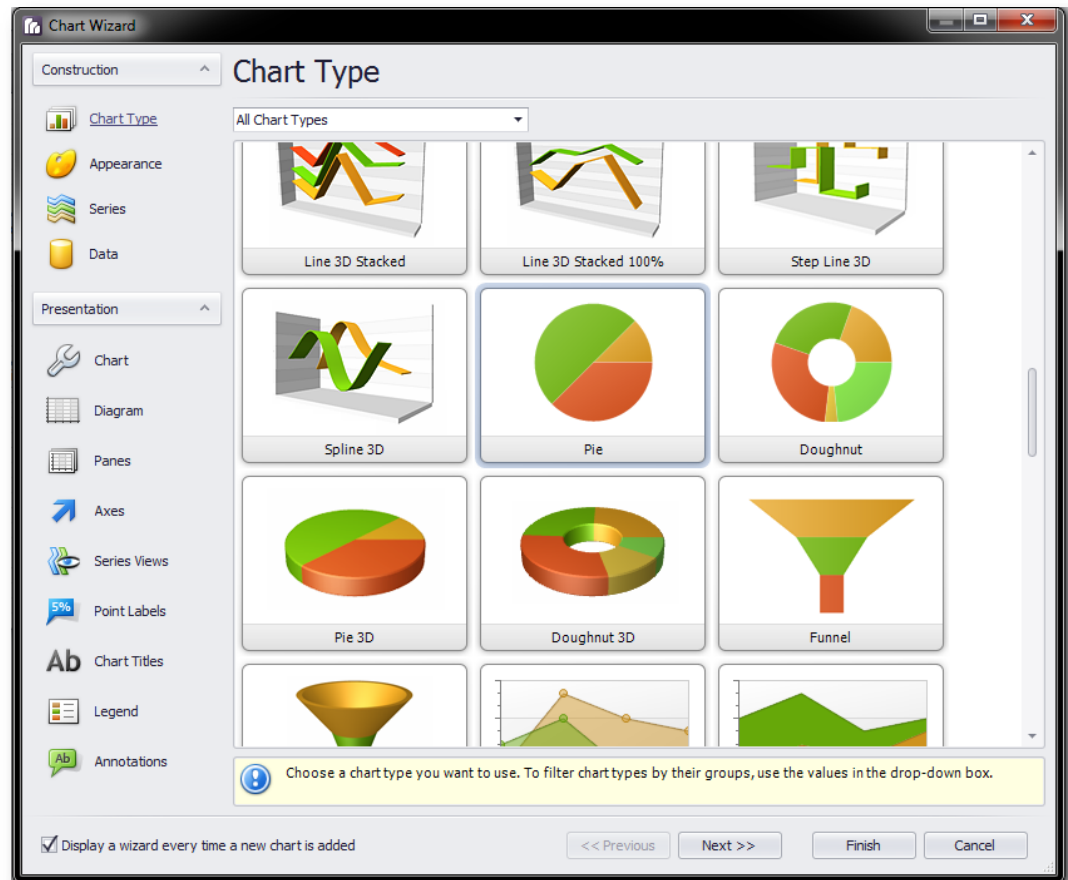 Chart Wizard
Construction
Chart Type
Appearance
Series
Data
Presentation
Chart
Diagram
Panes
Axes
Series Views
5%
Point Labels
Ab
Chart Titles
Legend
Ab
Annotations
Chart Type
All Chart Types
Line 3D Stacked
Line 3D Stacked 100%
Step Line 3D
Spline 3D
Pie
Doughnut
Pie 3D
Doughnut 3D
Funnel
Choose a chart type you want to use. To filter chart types by their groups, use the values in the drop-down box.
Display a wizard every time a new chart is added
<< Previous
Next >>
Finish
Cancel